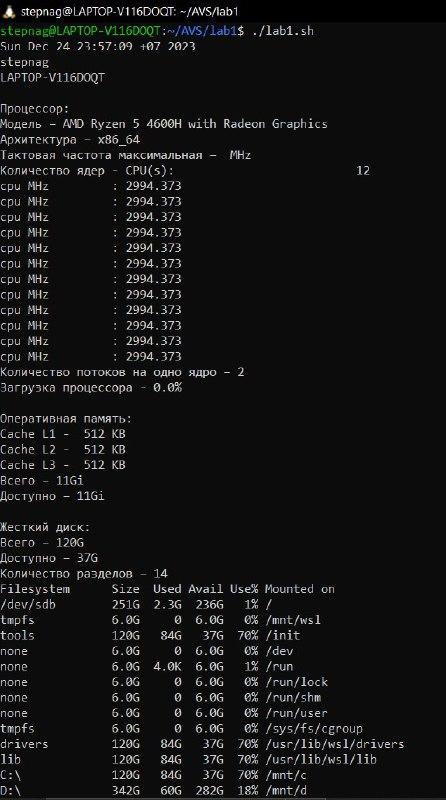 stepnag@LAPTOP-V116DOQT: ~/AVS/lab1
stepnag@LAPTOP-V116DOQT:~/AVS/lab1$ ./lab1.sh
Sun Dec 24 23:57:09 +07 2023
stepnag
LAPTOP-V116DOQT
Процессор:
Модель – AMD Ryzen 5 4600H with Radeon Graphics
Архитектура – x86_64
Тактовая частота максимальная –  MHz
Количество ядер - CPU(s):                          12
cpu MHz         : 2994.373
cpu MHz         : 2994.373
cpu MHz         : 2994.373
cpu MHz         : 2994.373
cpu MHz         : 2994.373
cpu MHz         : 2994.373
cpu MHz         : 2994.373
cpu MHz         : 2994.373
cpu MHz         : 2994.373
cpu MHz         : 2994.373
cpu MHz         : 2994.373
cpu MHz         : 2994.373
Количество потоков на одно ядро – 2
Загрузка процессора - 0.0%
Оперативная память:
Cache L1 -  512 KB
Cache L2 -  512 KB
Cache L3 -  512 KB
Всего – 11Gi
Доступно – 11Gi
Жесткий диск:
Всего – 120G
Доступно – 37G
Количество разделов – 14
Filesystem      Size  Used Avail Use% Mounted on
/dev/sdb        251G  2.3G  236G   1% /
tmpfs           6.0G     0  6.0G   0% /mnt/wsl
tools           120G   84G   37G  70% /init
none            6.0G     0  6.0G   0% /dev
none            6.0G  4.0K  6.0G   1% /run
none            6.0G     0  6.0G   0% /run/lock
none            6.0G     0  6.0G   0% /run/shm
none            6.0G     0  6.0G   0% /run/user
tmpfs           6.0G     0  6.0G   0% /sys/fs/cgroup
drivers         120G   84G   37G  70% /usr/lib/wsl/drivers
lib             120G   84G   37G  70% /usr/lib/wsl/lib
C:\             120G   84G   37G  70% /mnt/c
D:\             342G   60G  282G  18% /mnt/d